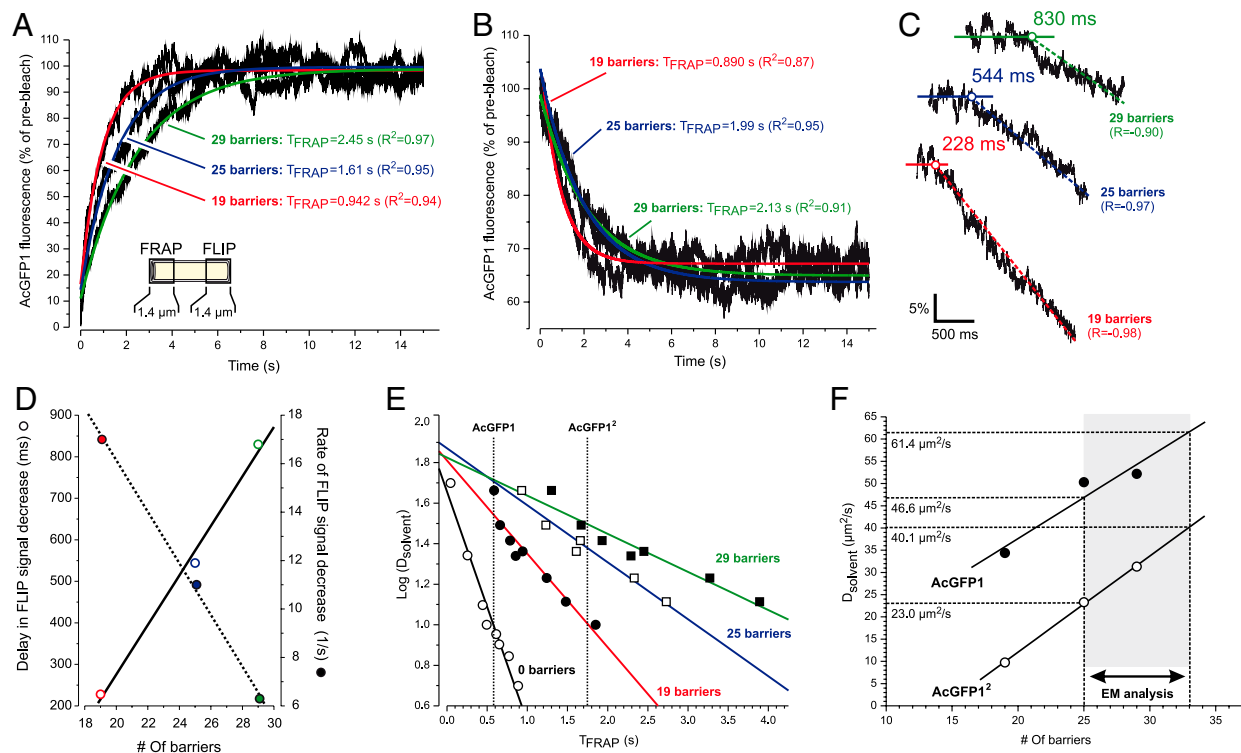 A
AcGFP1 fluorescence (% of pre-bleach)
110
100
90
80
70
60
50
40
30
20
10
0
29 barriers: TFRAP=2.45 s (R²=0.97)
25 barriers: TFRAP=1.61 s (R²=0.95)
19 barriers: TFRAP=0.942 s (R²=0.94)
FRAP FLIP
1.4 µm 1.4 µm
0 2 4 6 8 10 12 14
Time (s)
B
AcGFP1 fluorescence (% of pre-bleach)
110
100
90
80
70
60
19 barriers: TFRAP=0.890 s (R²=0.87)
25 barriers: TFRAP=1.99 s (R²=0.95)
29 barriers: TFRAP=2.13 s (R²=0.91)
0 2 4 6 8 10 12 14
Time (s)
C
830 ms
544 ms
29 barriers
(R=-0.90)
228 ms
25 barriers
(R=-0.97)
5%
500 ms
19 barriers
(R=-0.98)
D
Delay in FLIP signal decrease (ms)
900
800
700
600
500
400
300
200
18
16
14
12
10
8
6
Rate of FLIP signal decrease (1/s)
18 20 22 24 26 28 30
# Of barriers
E
Log (Dsolvent)
2.0
1.8
1.6
1.4
1.2
1.0
0.8
0.6
AcGFP1 AcGFP1²
29 barriers
25 barriers
0 barriers
19 barriers
0.0 0.5 1.0 1.5 2.0 2.5 3.0 3.5 4.0
TFRAP (s)
F
Dsolvent µm²/s)
65
60
55
50
45
40
35
30
25
20
15
10
5
0
61.4 µm²/s
46.6 µm²/s
40.1 µm²/s
AcGFP1
23.0 µm²/s
AcGFP1²
EM analysis
10 15 20 25 30 35
# Of barriers